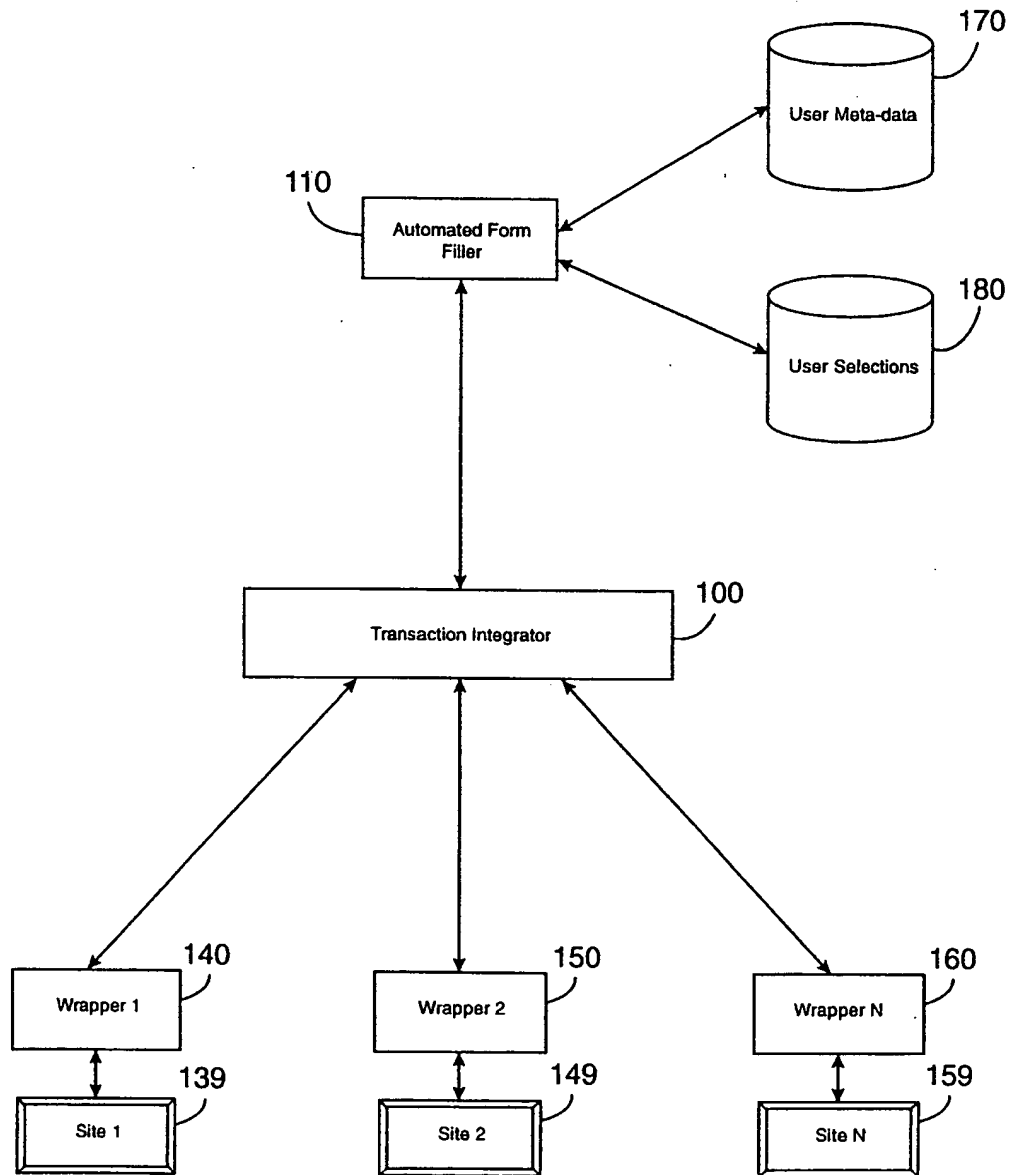 170
User Meta-data
110
Automated Form
Filler
180
User Selections
100
Transaction Integrator
140
Wrapper 1
150
Wrapper 2
160
Wrapper N
139
Site 1
149
Site 2
159
Site N